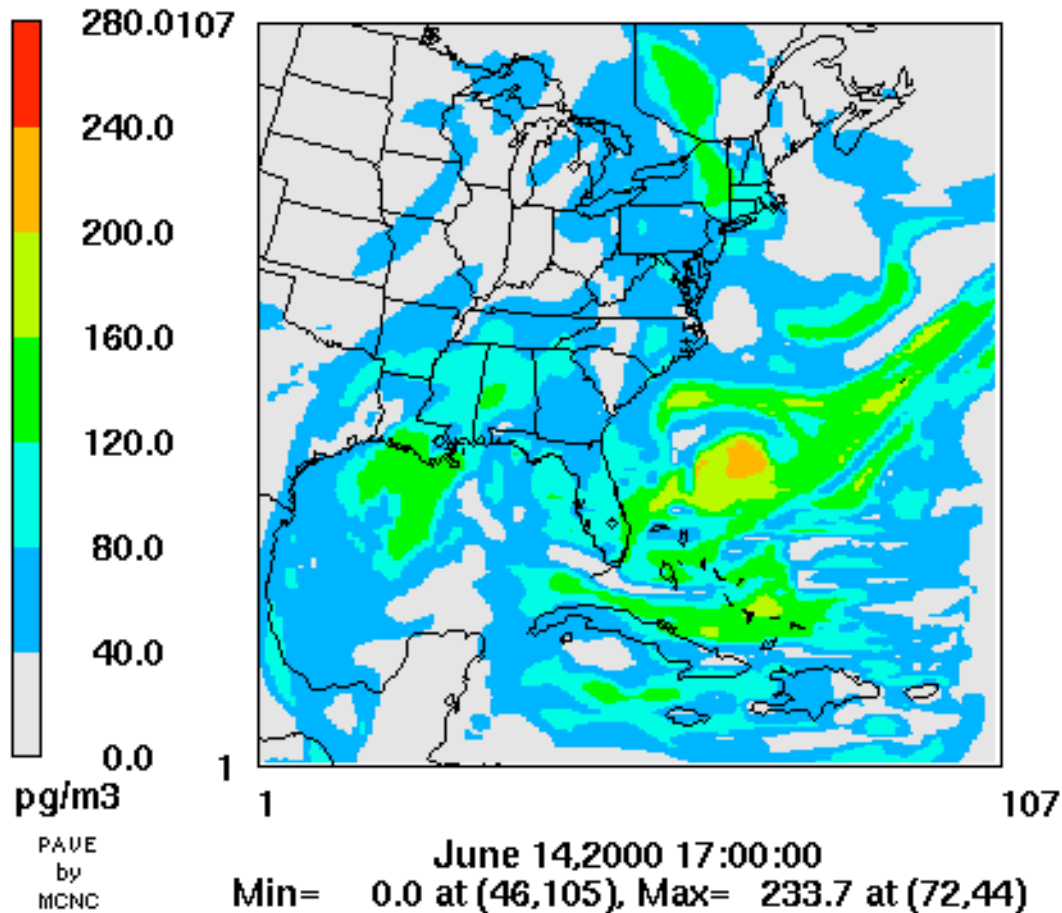 280.0
240.0
200.0
160.0
120.0
80.0
40.0
0.0
pg/m3
PAVE
by
MCNC
107
1
1
107
June 14,2000 17:00:00
Min= 0.0 at (46,105), Max= 233.7 at (72,44)